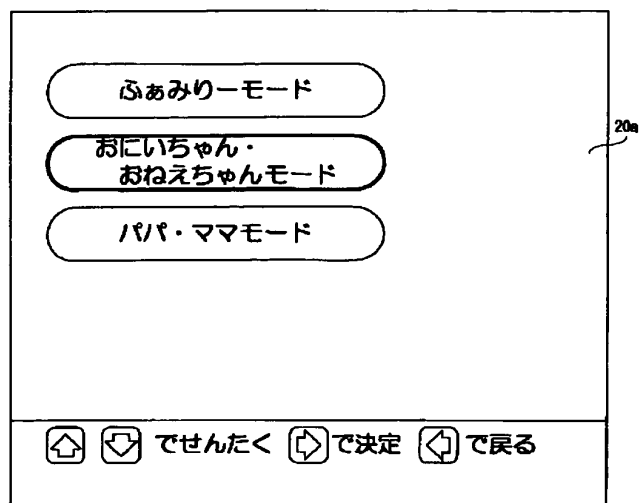 ふぁみりーモード
おにいちゃん・
おねえちゃんモード
20a
パパ・ママモード
でせんたく で決定 で戻る